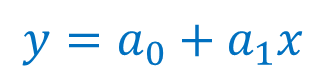 y = a₀ + a₁x